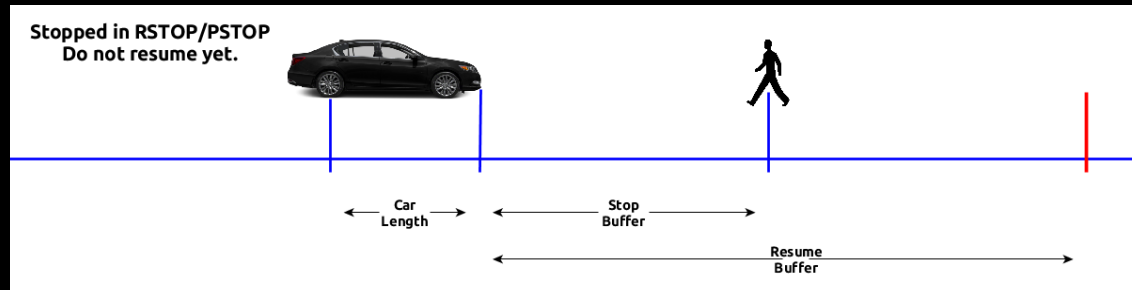 Stopped in RSTOP/PSTOP
Do not resume yet.
Car
Length
Stop
Buffer
Resume
Buffer